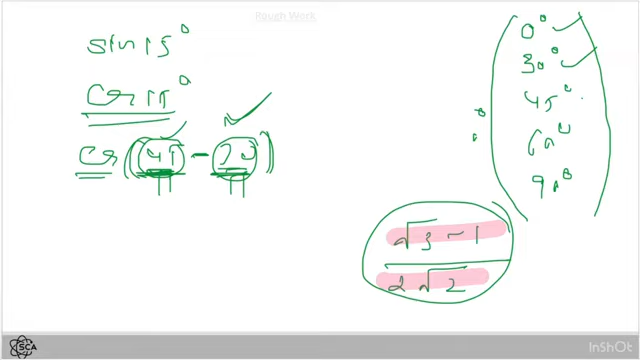 Rough Work
sin 15°
cos 15°
cos (45 - 30)
0°
30°
45°
60°
90°
√3 - 1
2√2
SCA
InShOt